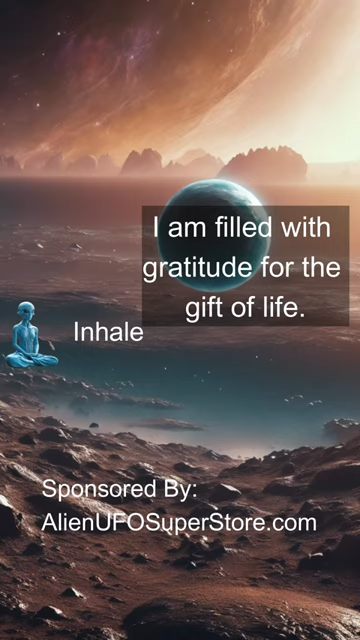 I am filled with
gratitude for the
gift of life.
Inhale
Sponsored By:
AlienUFOSuperStore.com